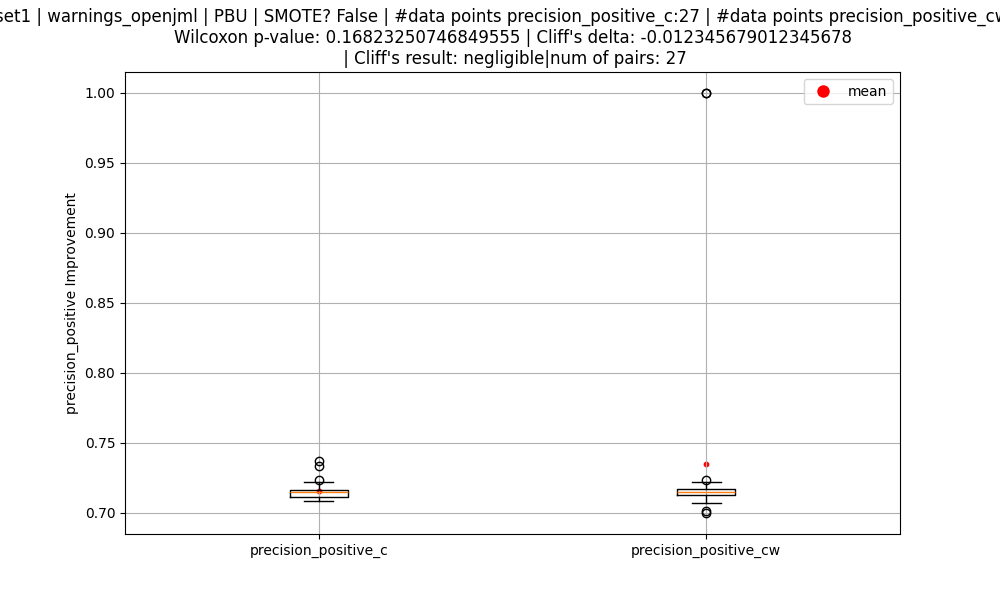 set1 | warnings_openjml | PBU | SMOTE? False | #data points precision_positive_c:27 | #data points precision_positive_cw
Wilcoxon p-value: 0.16823250746849555 | Cliff's delta: -0.012345679012345678
| Cliff's result: negligible|num of pairs: 27
mean
1.00
0.95
0.90
0.85
0.80
0.75
0.70
precision_positive Improvement
precision_positive_c
precision_positive_cw